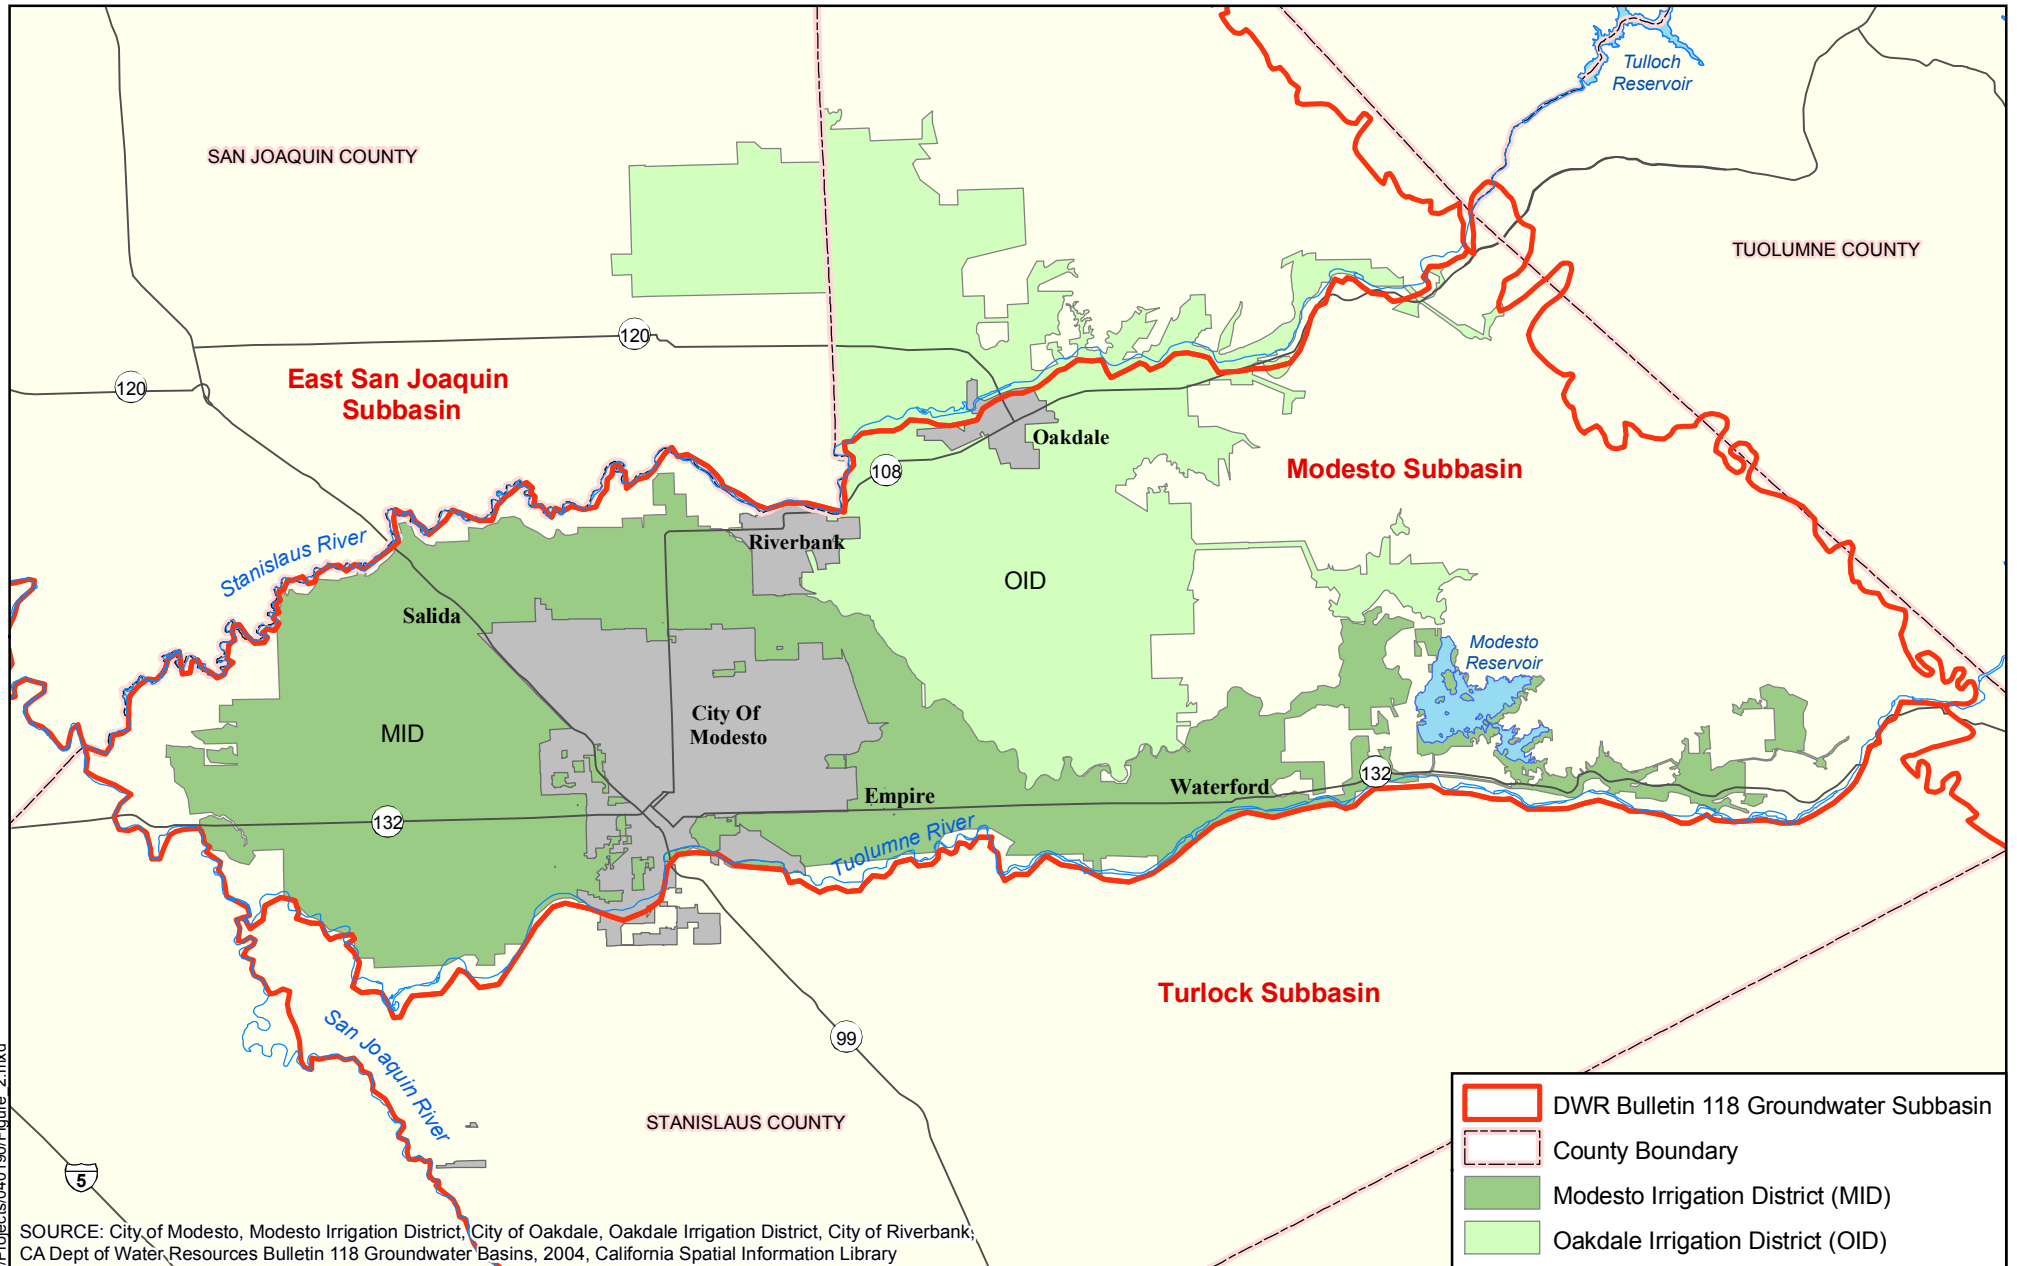 Tulloch
Reservoir
SAN JOAQUIN COUNTY
TUOLUMNE COUNTY
120
120
East San Joaquin
Subbasin
Oakdale
108
Modesto Subbasin
Stanislaus River
Riverbank
OID
Salida
Modesto
Reservoir
MID
City Of
Modesto
Empire
Waterford
132
132
Tuolumne River
Turlock Subbasin
San Joaquin River
99
STANISLAUS COUNTY
5
DWR Bulletin 118 Groundwater Subbasin
County Boundary
Modesto Irrigation District (MID)
Oakdale Irrigation District (OID)
SOURCE: City of Modesto, Modesto Irrigation District, City of Oakdale, Oakdale Irrigation District, City of Riverbank,
CA Dept of Water Resources Bulletin 118 Groundwater Basins, 2004, California Spatial Information Library